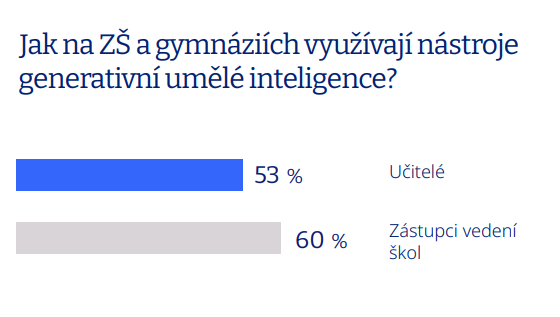 Jak na ZŠ a gymnáziích využívají nástroje
generativní umělé inteligence?
53 %
Učitelé
60 %
Zástupci vedení
škol